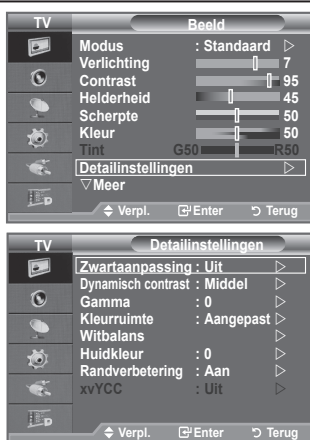 TV Beeld
Modus : Standaard
Verlichting 7
Contrast 95
Helderheid 45
Scherpte 50
Kleur 50
Tint G50 R50
Detailinstellingen
Meer
Verpl. Enter Terug
TV Detailinstellingen
Zwartaanpassing : Uit
Dynamisch contrast : Middel
Gamma : 0
Kleurruimte : Aangepast
Witbalans
Huidkleur : 0
Randverbetering : Aan
xvYCC : Uit
Verpl. Enter Terug